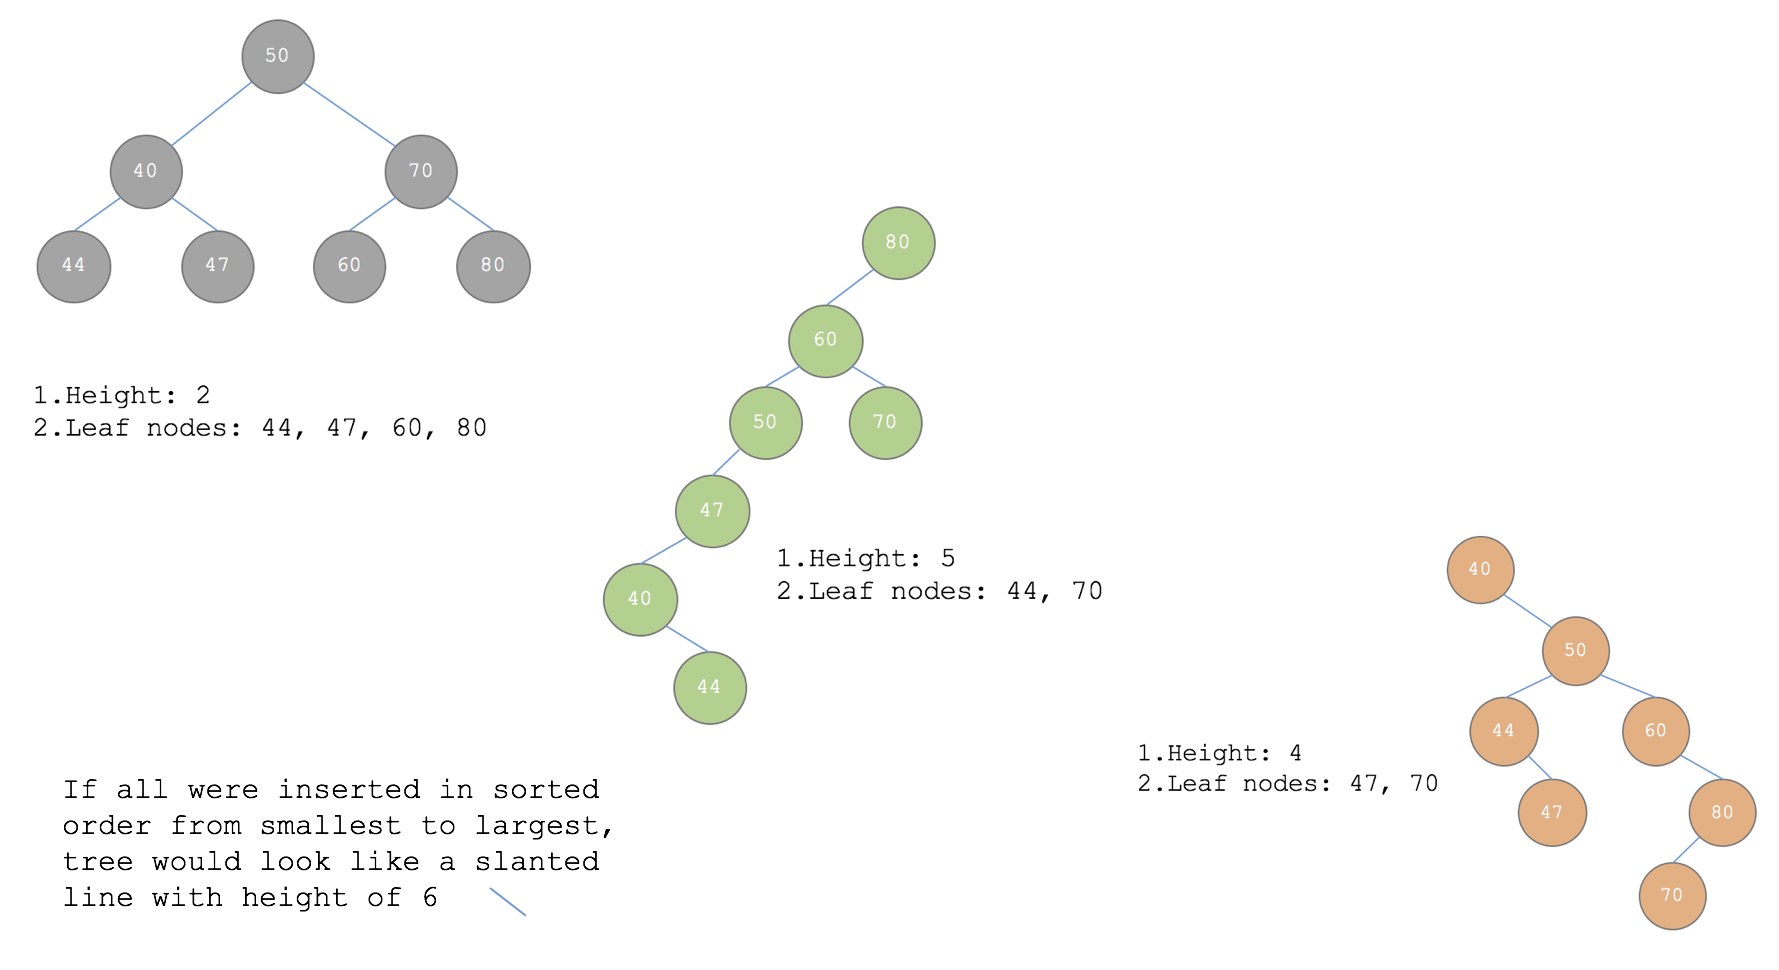 50
40
70
44
47
60
80
1.Height: 2
2.Leaf nodes: 44, 47, 60, 80
80
60
50
70
47
40
44
1.Height: 5
2.Leaf nodes: 44, 70
40
50
44
60
47
80
70
1.Height: 4
2.Leaf nodes: 47, 70
If all were inserted in sorted
order from smallest to largest,
tree would look like a slanted
line with height of 6